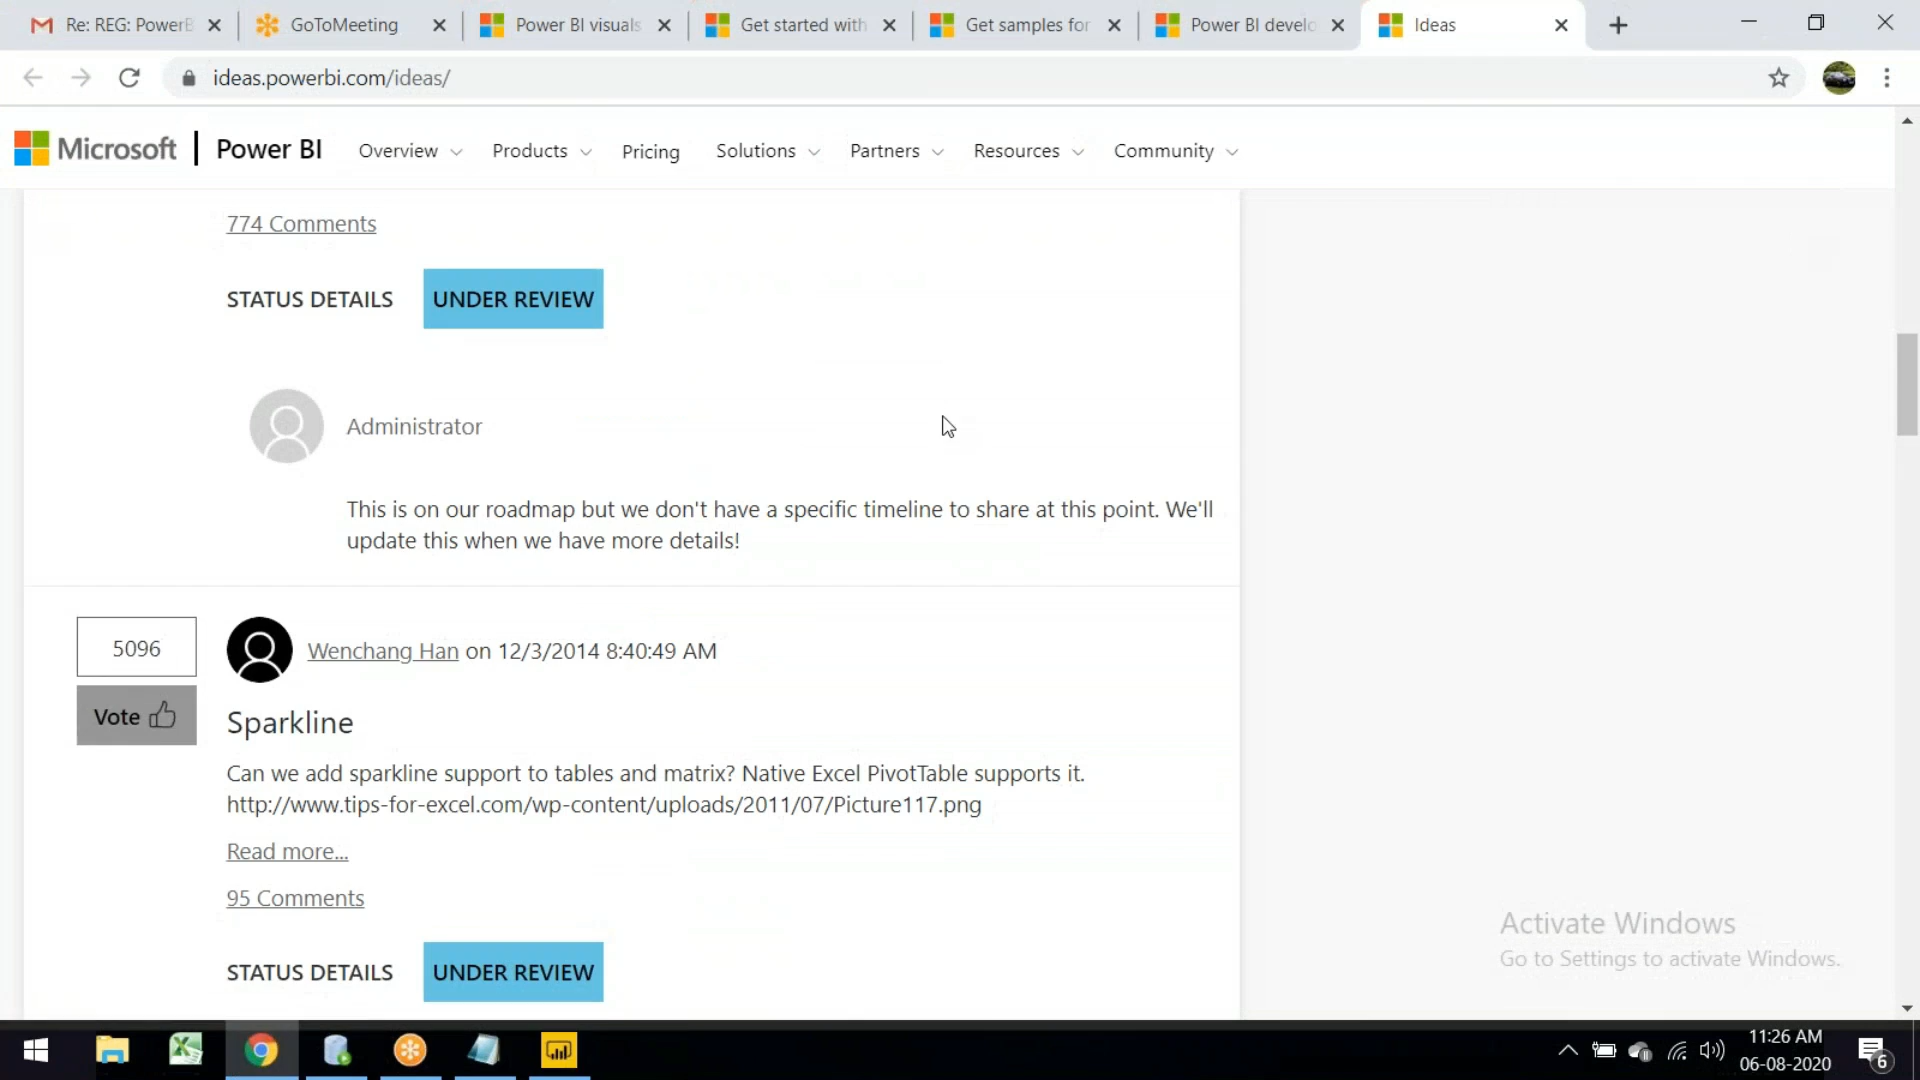 Re: REG: PowerB
GoToMeeting
Power BI visuals
Get started with
Get samples for
Power BI develo
Ideas
ideas.powerbi.com/ideas/
Microsoft
Power BI
Overview
Products
Pricing
Solutions
Partners
Resources
Community
774 Comments
STATUS DETAILS
UNDER REVIEW
Administrator
This is on our roadmap but we don't have a specific timeline to share at this point. We'll
update this when we have more details!
5096
Wenchang Han on 12/3/2014 8:40:49 AM
Vote
Sparkline
Can we add sparkline support to tables and matrix? Native Excel PivotTable supports it.
http://www.tips-for-excel.com/wp-content/uploads/2011/07/Picture117.png
Read more...
95 Comments
STATUS DETAILS
UNDER REVIEW
Activate Windows
Go to Settings to activate Windows.
11:26 AM
06-08-2020
6